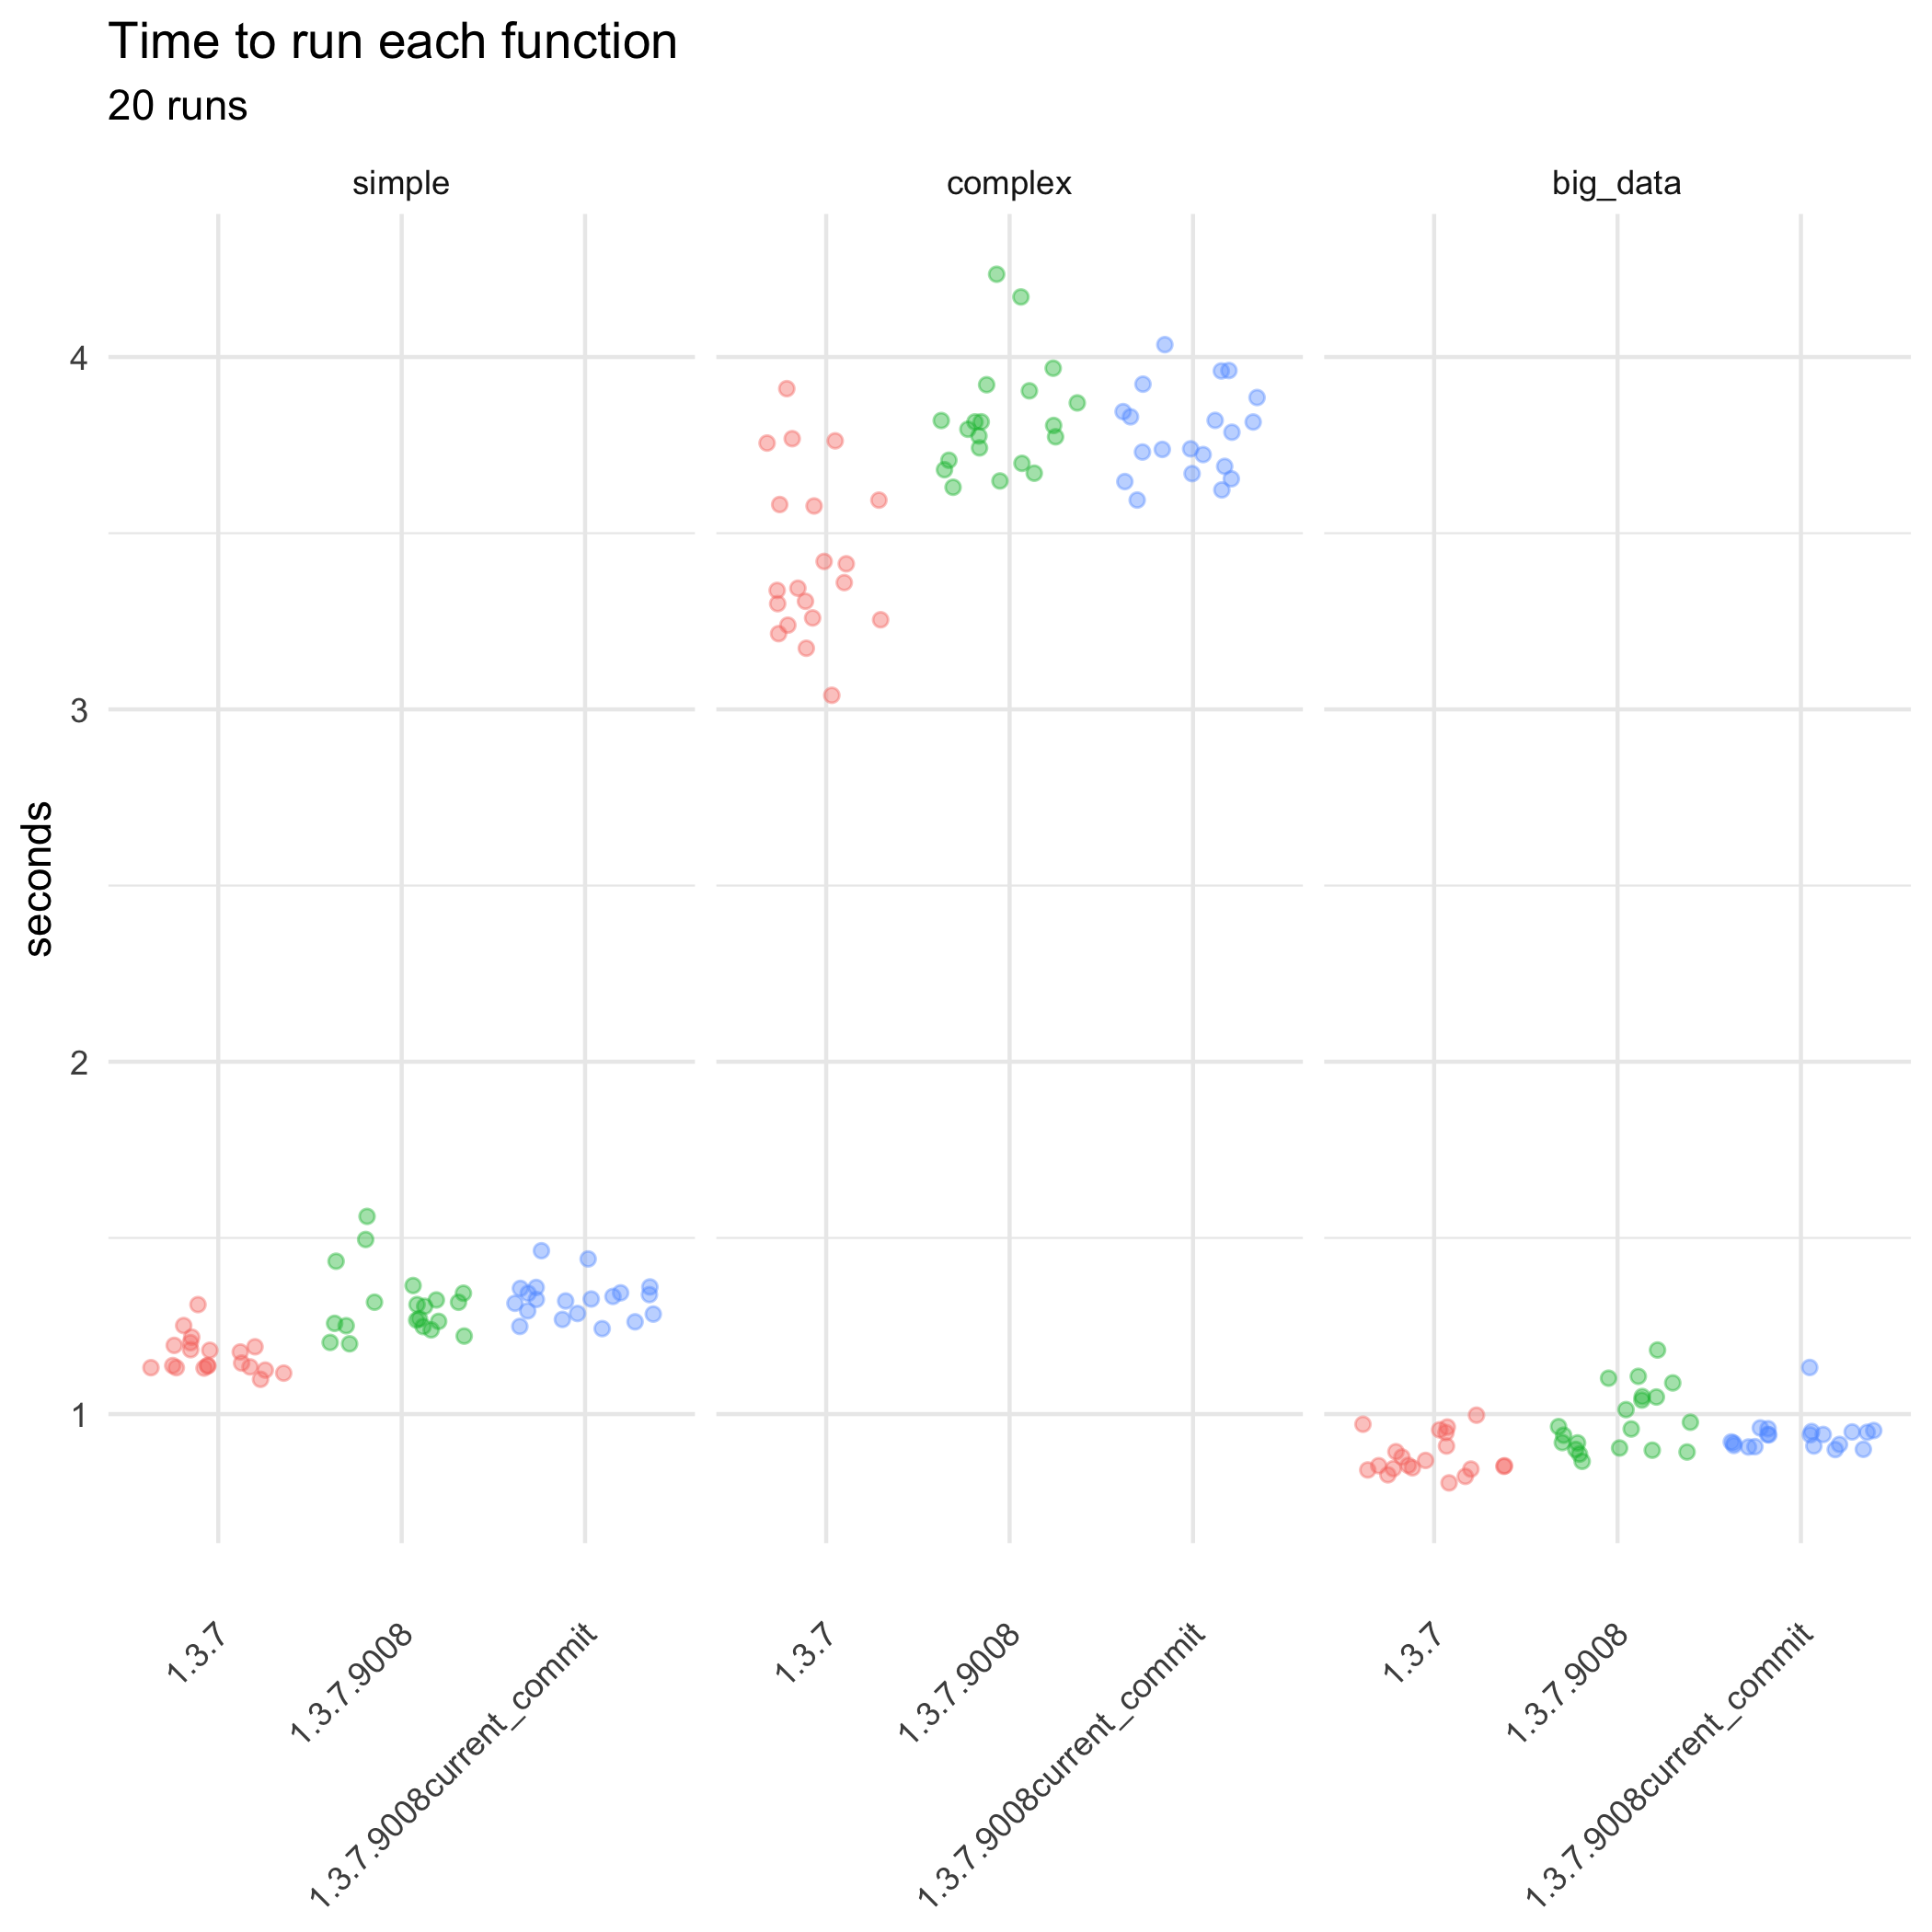 Time to run each function
20 runs
simple
complex
big_data
seconds
4
3
2
1
1.3.7
1.3.7.9008
1.3.7.9008current_commit
1.3.7
1.3.7.9008
1.3.7.9008current_commit
1.3.7
1.3.7.9008
1.3.7.9008current_commit